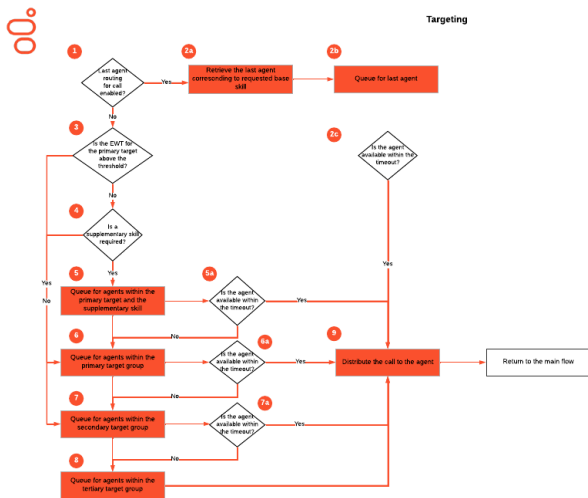 Targeting
1
Last agent
routing
for call
enabled?
Yes
2a
Retrieve the last agent
corresonding to requested base
skill
2b
Queue for last agent
No
3
Is the EWT for
the primary target
above the
threshold?
2c
Is the agent
available within the
timeout?
No
4
Is a
supplementary skill
required?
Yes
Yes
Yes
No
5
Queue for agents within the
primary target and the
supplementary skill
5a
Is the agent
available within
the timeout?
Yes
No
6
Queue for agents within the
primary target group
6a
Is the agent
available within
the timeout?
Yes
9
Distribute the call to the agent
Return to the main flow
No
7
Queue for agents within the
secondary target group
7a
Is the agent
available within
the timeout?
Yes
No
8
Queue for agents within the
tertiary target group